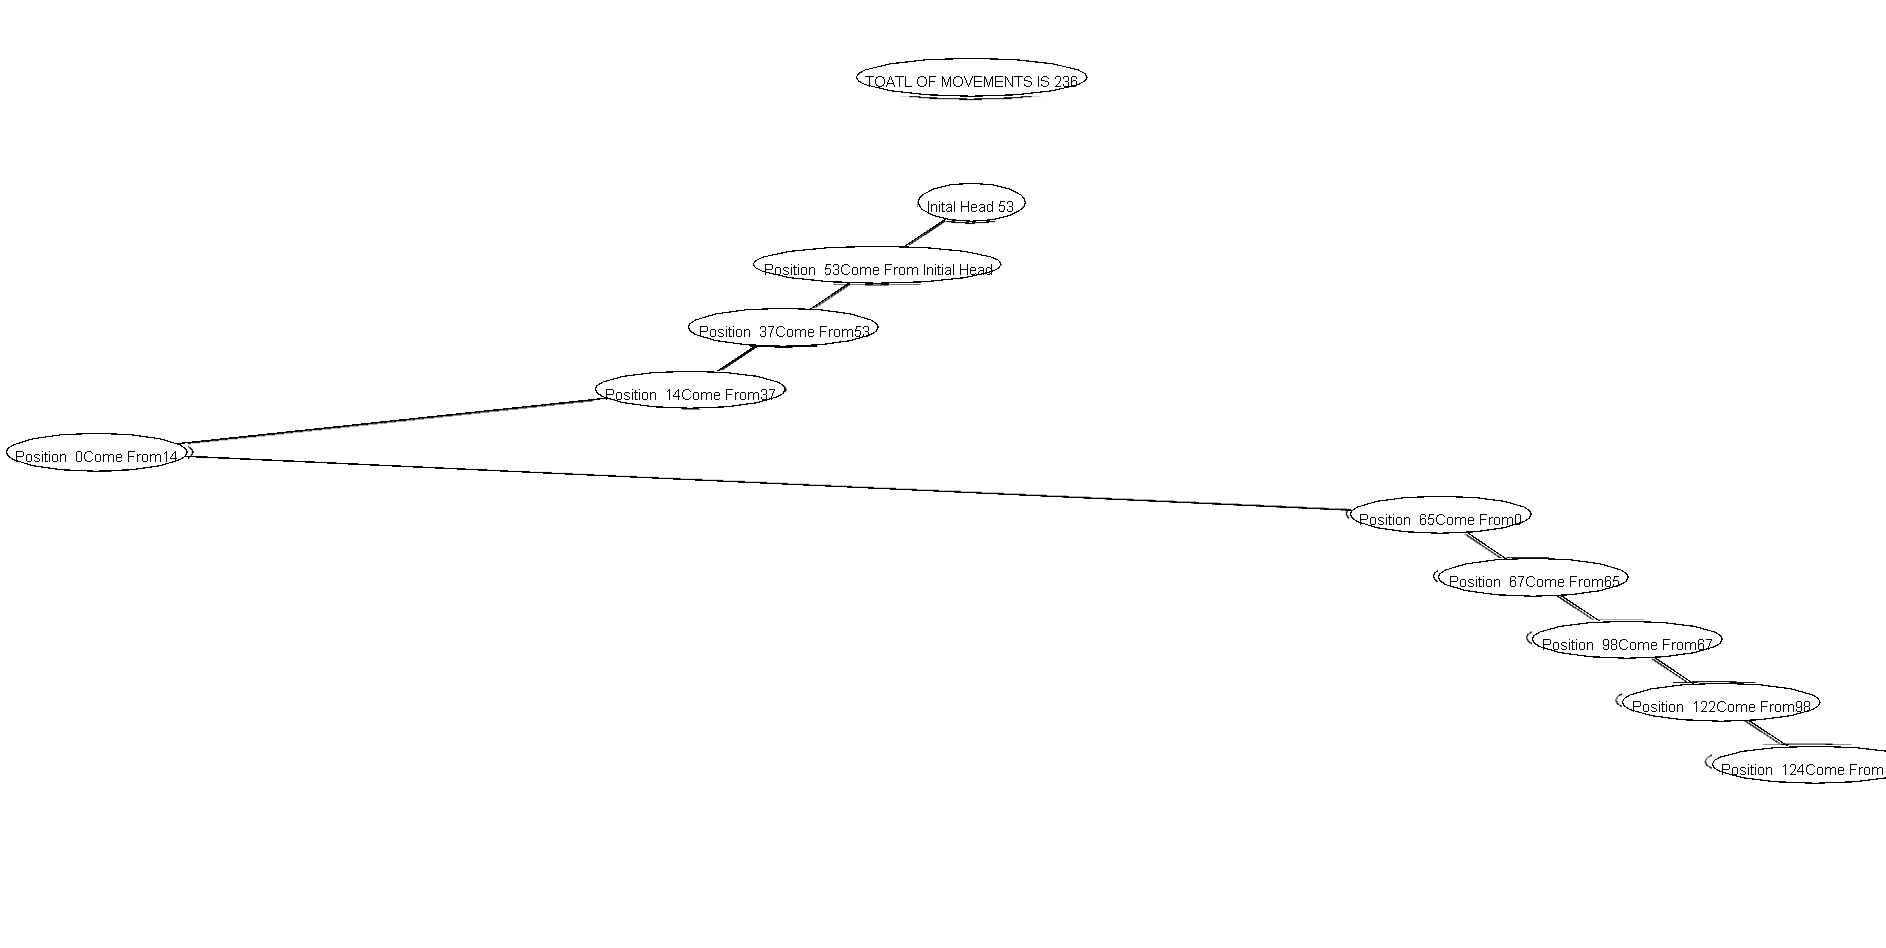 TOATL OF MOVEMENTS IS 236
Inital Head 53
Position  53Come From Initial Head
Position  37Come From53
Position  14Come From37
Position  0Come From14
Position  65Come From0
Position  67Come From65
Position  98Come From67
Position  122Come From98
Position  124Come From